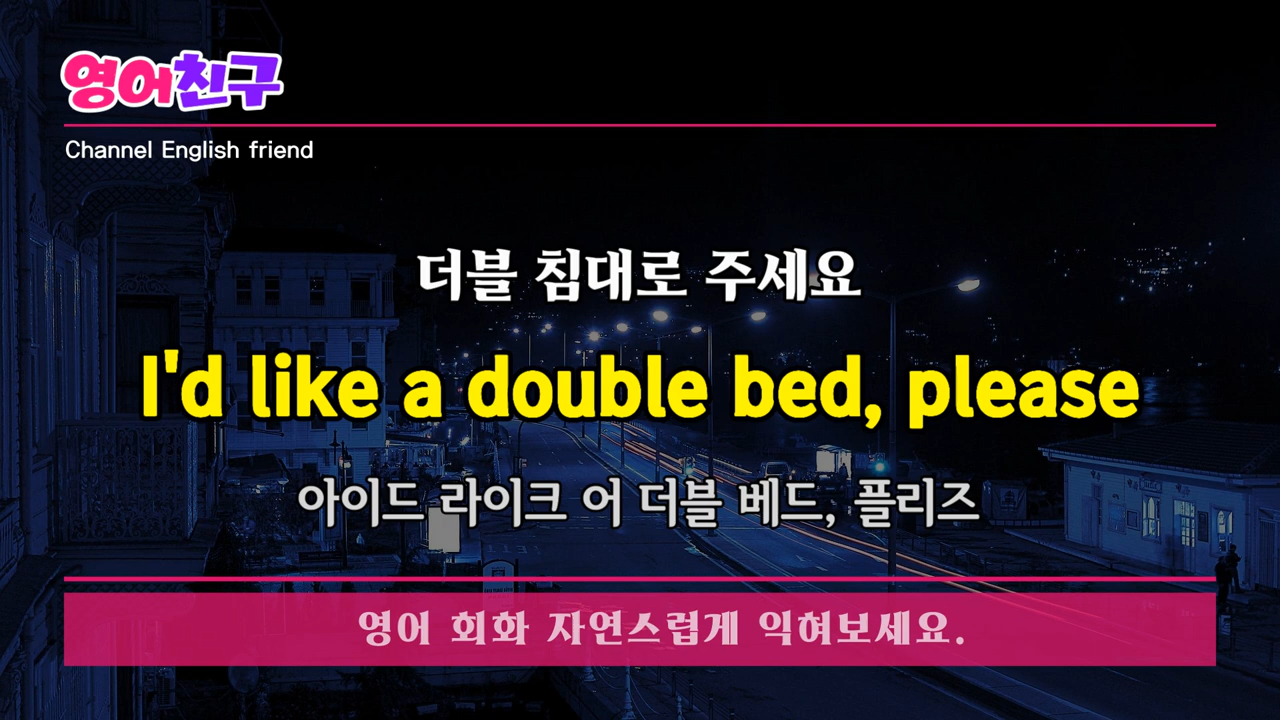 영어친구
Channel English friend
더블 침대로 주세요
I'd like a double bed, please
아이드 라이크 어 더블 베드, 플리즈
영어 회화 자연스럽게 익혀보세요.